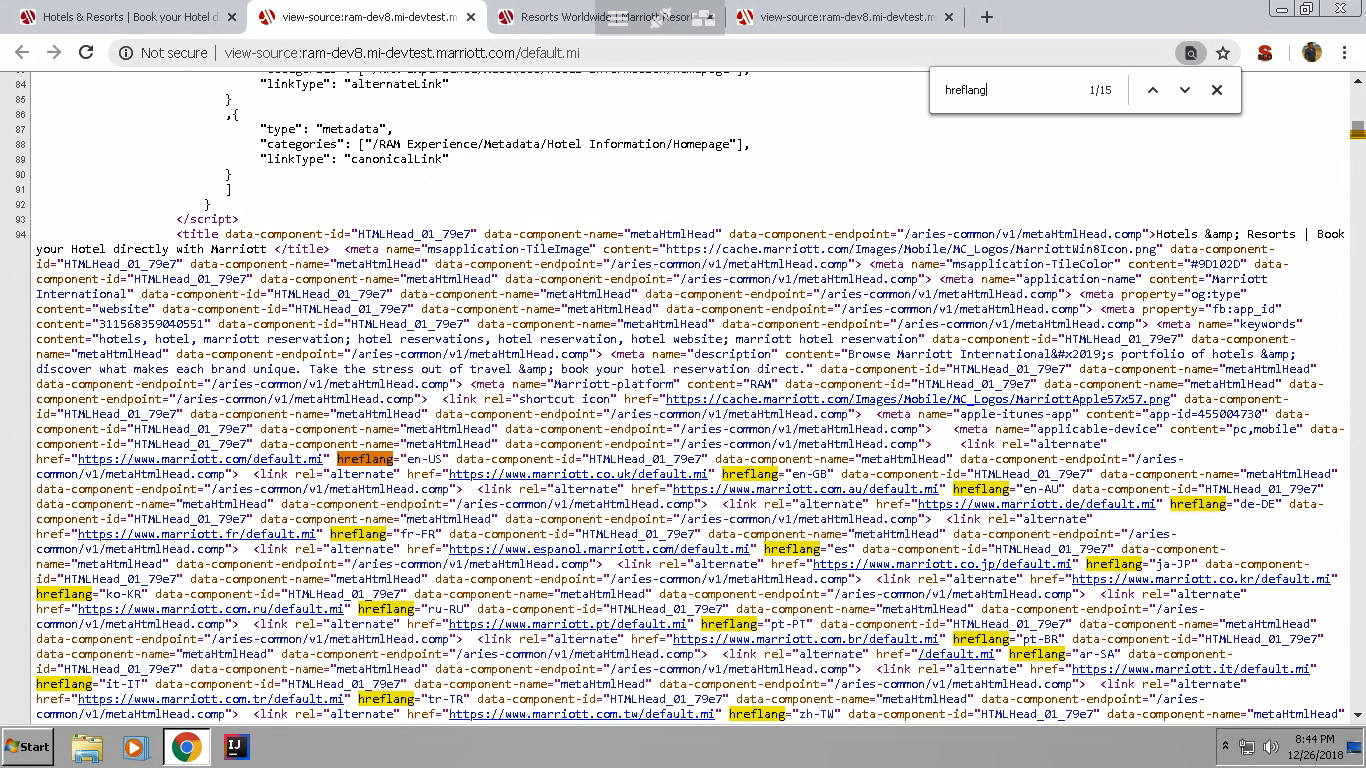 Hotels & Resorts | Book your Hotel d
view-source:ram-dev8.mi-devtest.m
Resorts Worldwide | Marriott Resor
view-source:ram-dev8.mi-devtest.m
Not secure | view-source:ram-dev8.mi-devtest.marriott.com/default.mi
hreflang 1/15
84 "linkType": "alternateLink"
85 }
86 ,{
87 "type": "metadata",
88 "categories": ["/RAM Experience/Metadata/Hotel Information/Homepage"],
89 "linkType": "canonicalLink"
90 }
91 ]
92 }
93 </script>
94 <title data-component-id="HTMLHead_01_79e7" data-component-name="metaHtmlHead" data-component-endpoint="/aries-common/v1/metaHtmlHead.comp">Hotels &amp; Resorts | Book
your Hotel directly with Marriott </title> <meta name="msapplication-TileImage" content="https://cache.marriott.com/Images/Mobile/MC_Logos/MarriottWin8Icon.png" data-component-
id="HTMLHead_01_79e7" data-component-name="metaHtmlHead" data-component-endpoint="/aries-common/v1/metaHtmlHead.comp"> <meta name="msapplication-TileColor" content="#9D102D" data-
component-id="HTMLHead_01_79e7" data-component-name="metaHtmlHead" data-component-endpoint="/aries-common/v1/metaHtmlHead.comp"> <meta name="application-name" content="Marriott
International" data-component-id="HTMLHead_01_79e7" data-component-name="metaHtmlHead" data-component-endpoint="/aries-common/v1/metaHtmlHead.comp"> <meta property="og:type"
content="website" data-component-id="HTMLHead_01_79e7" data-component-name="metaHtmlHead" data-component-endpoint="/aries-common/v1/metaHtmlHead.comp"> <meta property="fb:app_id"
content="311568359040551" data-component-id="HTMLHead_01_79e7" data-component-name="metaHtmlHead" data-component-endpoint="/aries-common/v1/metaHtmlHead.comp"> <meta name="keywords"
content="hotels, hotel, marriott reservation; hotel reservations, hotel reservation, hotel website; marriott hotel reservation" data-component-id="HTMLHead_01_79e7" data-component-
name="metaHtmlHead" data-component-endpoint="/aries-common/v1/metaHtmlHead.comp"> <meta name="description" content="Browse Marriott International&#x2019;s portfolio of hotels &amp;
discover what makes each brand unique. Take the stress out of travel &amp; book your hotel reservation direct." data-component-id="HTMLHead_01_79e7" data-component-name="metaHtmlHead"
data-component-endpoint="/aries-common/v1/metaHtmlHead.comp"> <meta name="Marriott-platform" content="RAM" data-component-id="HTMLHead_01_79e7" data-component-name="metaHtmlHead" data-
component-endpoint="/aries-common/v1/metaHtmlHead.comp"> <link rel="shortcut icon" href="https://cache.marriott.com/Images/Mobile/MC_Logos/MarriottApple57x57.png" data-component-
id="HTMLHead_01_79e7" data-component-name="metaHtmlHead" data-component-endpoint="/aries-common/v1/metaHtmlHead.comp"> <meta name="apple-itunes-app" content="app-id=455004730" data-
component-id="HTMLHead_01_79e7" data-component-name="metaHtmlHead" data-component-endpoint="/aries-common/v1/metaHtmlHead.comp"> <meta name="applicable-device" content="pc,mobile" data-
component-id="HTMLHead_01_79e7" data-component-name="metaHtmlHead" data-component-endpoint="/aries-common/v1/metaHtmlHead.comp"> <link rel="alternate"
href="https://www.marriott.com/default.mi" hreflang="en-US" data-component-id="HTMLHead_01_79e7" data-component-name="metaHtmlHead" data-component-endpoint="/aries-
common/v1/metaHtmlHead.comp"> <link rel="alternate" href="https://www.marriott.co.uk/default.mi" hreflang="en-GB" data-component-id="HTMLHead_01_79e7" data-component-name="metaHtmlHead"
data-component-endpoint="/aries-common/v1/metaHtmlHead.comp"> <link rel="alternate" href="https://www.marriott.com.au/default.mi" hreflang="en-AU" data-component-id="HTMLHead_01_79e7"
data-component-name="metaHtmlHead" data-component-endpoint="/aries-common/v1/metaHtmlHead.comp"> <link rel="alternate" href="https://www.marriott.de/default.mi" hreflang="de-DE" data-
component-id="HTMLHead_01_79e7" data-component-name="metaHtmlHead" data-component-endpoint="/aries-common/v1/metaHtmlHead.comp"> <link rel="alternate"
href="https://www.marriott.fr/default.mi" hreflang="fr-FR" data-component-id="HTMLHead_01_79e7" data-component-name="metaHtmlHead" data-component-endpoint="/aries-
common/v1/metaHtmlHead.comp"> <link rel="alternate" href="https://www.espanol.marriott.com/default.mi" hreflang="es" data-component-id="HTMLHead_01_79e7" data-component-
name="metaHtmlHead" data-component-endpoint="/aries-common/v1/metaHtmlHead.comp"> <link rel="alternate" href="https://www.marriott.co.jp/default.mi" hreflang="ja-JP" data-component-
id="HTMLHead_01_79e7" data-component-name="metaHtmlHead" data-component-endpoint="/aries-common/v1/metaHtmlHead.comp"> <link rel="alternate" href="https://www.marriott.co.kr/default.mi"
hreflang="ko-KR" data-component-id="HTMLHead_01_79e7" data-component-name="metaHtmlHead" data-component-endpoint="/aries-common/v1/metaHtmlHead.comp"> <link rel="alternate"
href="https://www.marriott.com.ru/default.mi" hreflang="ru-RU" data-component-id="HTMLHead_01_79e7" data-component-name="metaHtmlHead" data-component-endpoint="/aries-
common/v1/metaHtmlHead.comp"> <link rel="alternate" href="https://www.marriott.pt/default.mi" hreflang="pt-PT" data-component-id="HTMLHead_01_79e7" data-component-name="metaHtmlHead"
data-component-endpoint="/aries-common/v1/metaHtmlHead.comp"> <link rel="alternate" href="https://www.marriott.com.br/default.mi" hreflang="pt-BR" data-component-id="HTMLHead_01_79e7"
data-component-name="metaHtmlHead" data-component-endpoint="/aries-common/v1/metaHtmlHead.comp"> <link rel="alternate" href="/default.mi" hreflang="ar-SA" data-component-
id="HTMLHead_01_79e7" data-component-name="metaHtmlHead" data-component-endpoint="/aries-common/v1/metaHtmlHead.comp"> <link rel="alternate" href="https://www.marriott.it/default.mi"
hreflang="it-IT" data-component-id="HTMLHead_01_79e7" data-component-name="metaHtmlHead" data-component-endpoint="/aries-common/v1/metaHtmlHead.comp"> <link rel="alternate"
href="https://www.marriott.com.tr/default.mi" hreflang="tr-TR" data-component-id="HTMLHead_01_79e7" data-component-name="metaHtmlHead" data-component-endpoint="/aries-
common/v1/metaHtmlHead.comp"> <link rel="alternate" href="https://www.marriott.com.tw/default.mi" hreflang="zh-TW" data-component-id="HTMLHead_01_79e7" data-component-name="metaHtmlHead"
Start
8:44 PM
12/26/2018